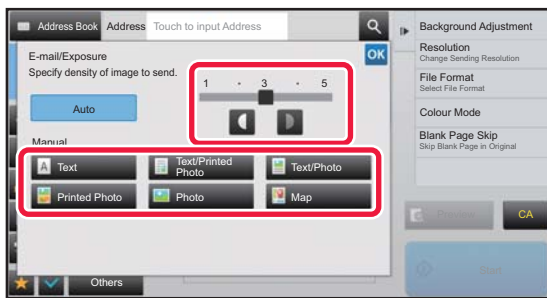 Address Book
Address
Touch to input Address
E-mail/Exposure
OK
Specify density of image to send.
1 · 3 · 5
Auto
Manual
A Text
Text/Printed Photo
Text/Photo
Printed Photo
Photo
Map
Others
Background Adjustment
Resolution
Change Sending Resolution
File Format
Select File Format
Colour Mode
Blank Page Skip
Skip Blank Page in Original
Preview
CA
Start